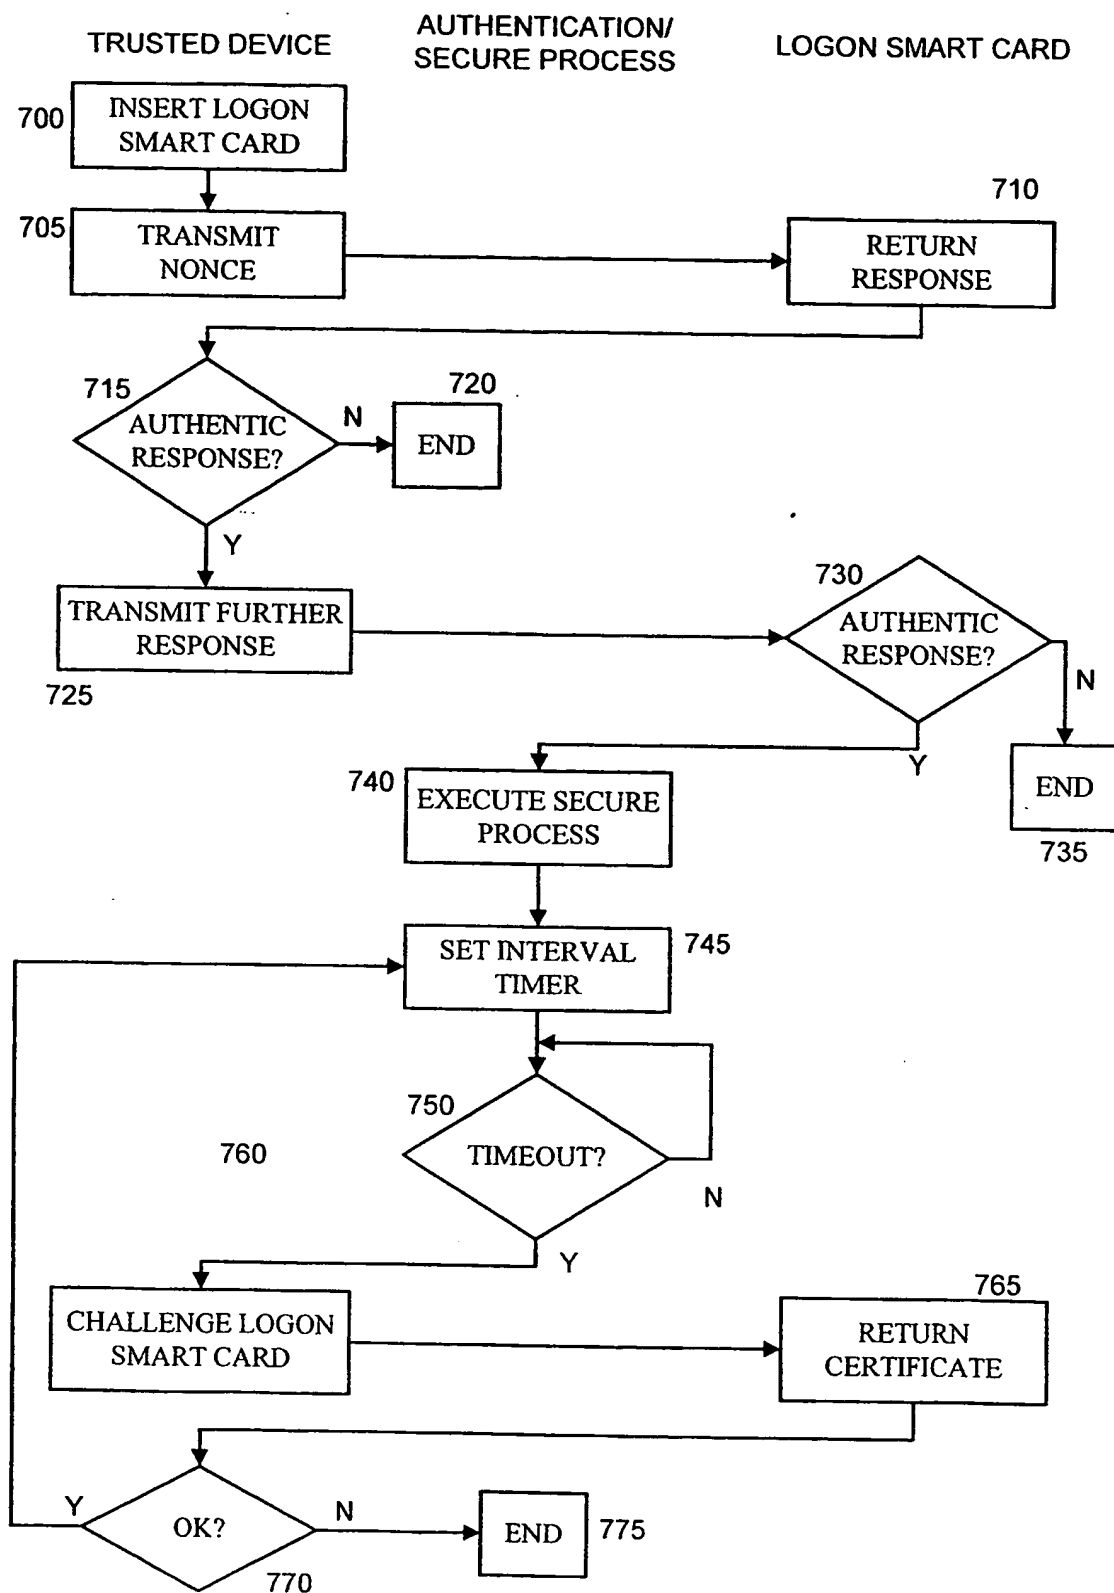 TRUSTED DEVICE
AUTHENTICATION/
SECURE PROCESS
LOGON SMART CARD
700
INSERT LOGON
SMART CARD
705
TRANSMIT
NONCE
710
RETURN
RESPONSE
715
AUTHENTIC
RESPONSE?
N
720
END
Y
TRANSMIT FURTHER
RESPONSE
725
730
AUTHENTIC
RESPONSE?
N
Y
END
735
740
EXECUTE SECURE
PROCESS
SET INTERVAL
TIMER
745
750
TIMEOUT?
N
Y
760
CHALLENGE LOGON
SMART CARD
765
RETURN
CERTIFICATE
Y
OK?
N
770
END
775